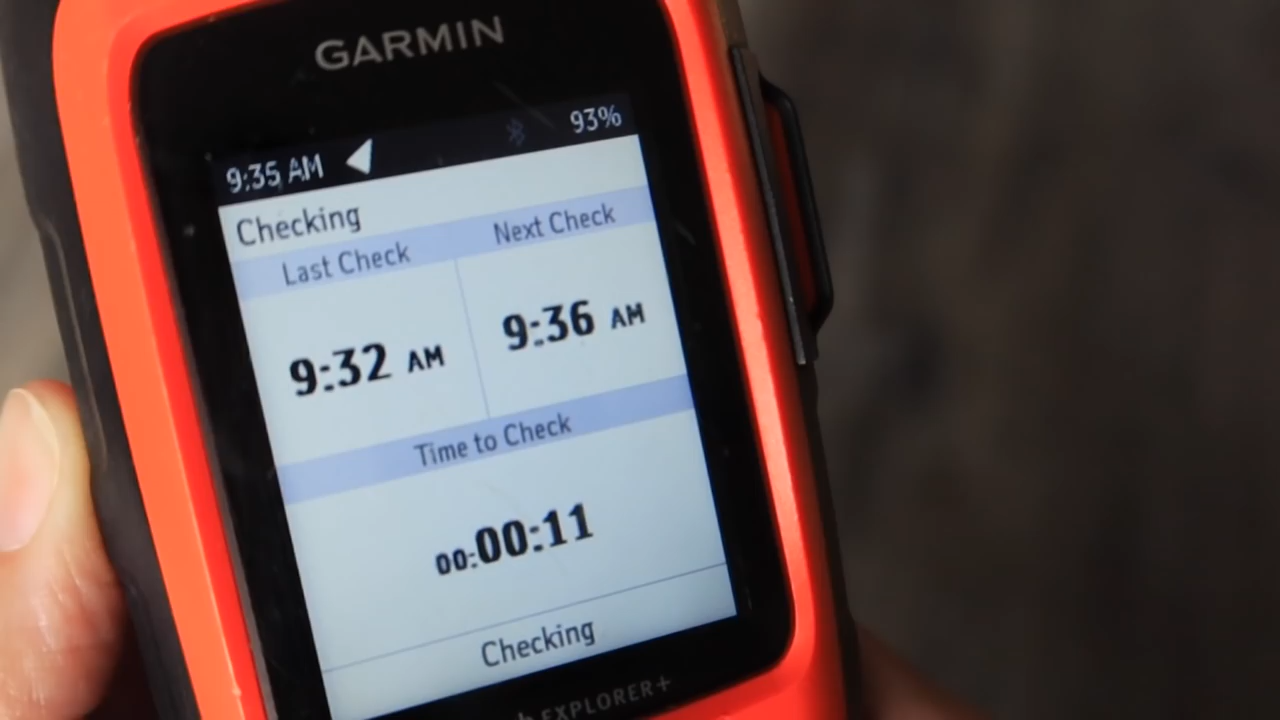 GARMIN
9:35 AM 93%
Checking
Last Check Next Check
9:32 AM 9:36 AM
Time to Check
00:00:11
Checking
EXPLORER+